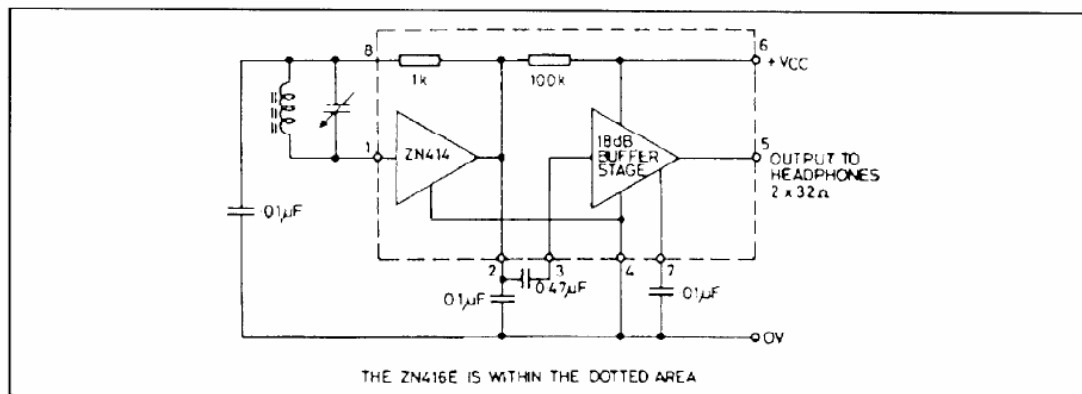 8
6
1k
100k
+ VCC
1
ZN414
18dB
BUFFER
STAGE
5
OUTPUT TO
HEADPHONES
2 x 32Ω
0.1µF
2
3
4
7
0.1µF
0.47µF
0.1µF
0V
THE ZN416E IS WITHIN THE DOTTED AREA